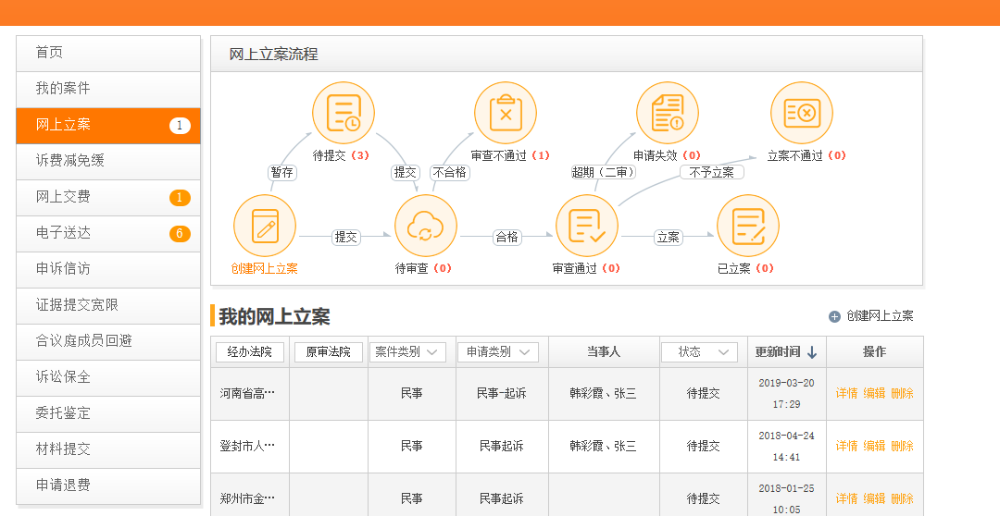 首页
我的案件
网上立案 1
诉费减免缓
网上交费 1
电子送达 6
申诉信访
证据提交宽限
合议庭成员回避
诉讼保全
委托鉴定
材料提交
申请退费
网上立案流程
待提交（3） 审查不通过（1） 申请失效（0） 立案不通过（0）
暂存 提交 不合格 超期（二审） 不予立案
提交 合格 立案
创建网上立案 待审查（0） 审查通过（0） 已立案（0）
我的网上立案 创建网上立案
经办法院 原审法院 案件类别 申请类别 当事人 状态 更新时间 操作
河南省高… 民事 民事-起诉 韩彩霞、张三 待提交 2019-03-20 17:29 详情 编辑 删除
登封市人… 民事 民事起诉 韩彩霞、张三 待提交 2018-04-24 14:41 详情 编辑 删除
郑州市金… 民事 民事起诉 待提交 2018-01-25 10:05 详情 编辑 删除